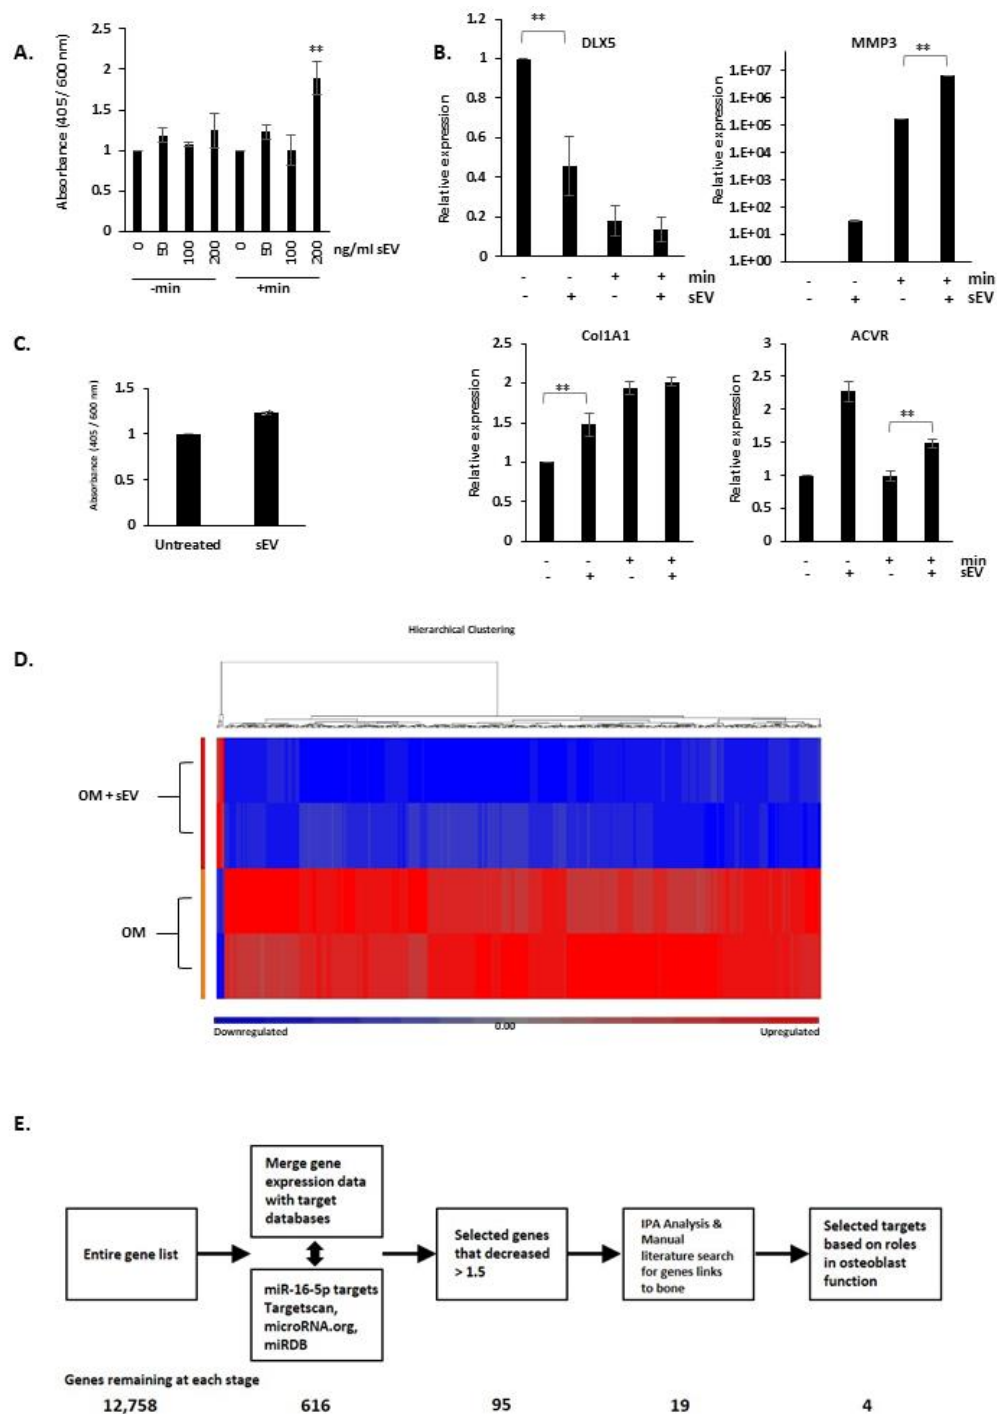 A.
2.5
2
1.5
1
0.5
0
Absorbance (405/ 600 nm)
0 50 100 200 0 50 100 200 ng/ml sEV
-min +min
**
B.
DLX5
1.2
1
0.8
0.6
0.4
0.2
0
Relative expression
**
- - + + min
- + - + sEV
MMP3
1.E+07
1.E+06
1.E+05
1.E+04
1.E+03
1.E+02
1.E+01
1.E+00
Relative expression
**
- - + + min
- + - + sEV
C.
1.5
1
0.5
0
Absorbance (405 / 600 nm)
Untreated sEV
Col1A1
2.5
2
1.5
1
0.5
0
Relative expression
**
- - + +
- + - +
ACVR
3
2.5
2
1.5
1
0.5
0
Relative expression
**
- - + + min
- + - + sEV
D.
Hierarchical Clustering
OM + sEV
OM
Downregulated 0.00 Upregulated
E.
Entire gene list
Merge gene
expression data
with target
databases
miR-16-5p targets
Targetscan,
microRNA.org,
miRDB
Selected genes
that decreased
> 1.5
IPA Analysis &
Manual
literature search
for genes links
to bone
Selected targets
based on roles
in osteoblast
function
Genes remaining at each stage
12,758 616 95 19 4